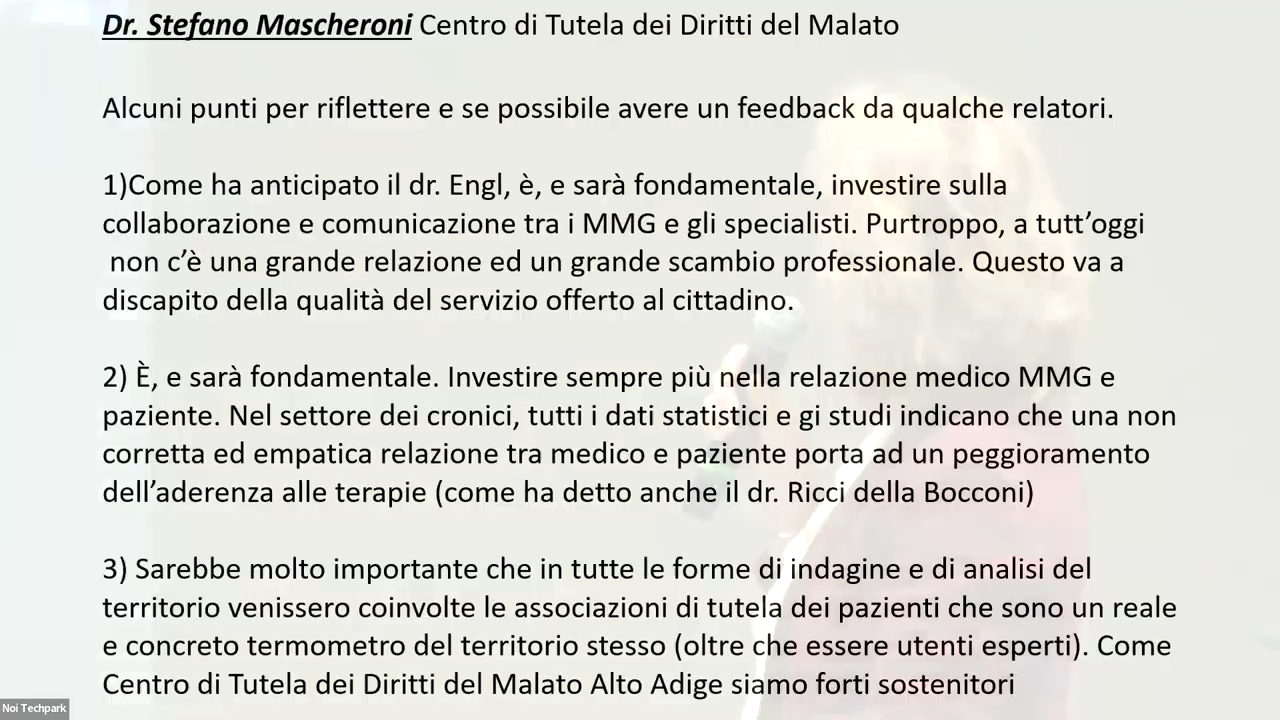 Dr. Stefano Mascheroni Centro di Tutela dei Diritti del Malato
Alcuni punti per riflettere e se possibile avere un feedback da qualche relatori.
1)Come ha anticipato il dr. Engl, è, e sarà fondamentale, investire sulla
collaborazione e comunicazione tra i MMG e gli specialisti. Purtroppo, a tutt’oggi
non c’è una grande relazione ed un grande scambio professionale. Questo va a
discapito della qualità del servizio offerto al cittadino.
2) È, e sarà fondamentale. Investire sempre più nella relazione medico MMG e
paziente. Nel settore dei cronici, tutti i dati statistici e gi studi indicano che una non
corretta ed empatica relazione tra medico e paziente porta ad un peggioramento
dell’aderenza alle terapie (come ha detto anche il dr. Ricci della Bocconi)
3) Sarebbe molto importante che in tutte le forme di indagine e di analisi del
territorio venissero coinvolte le associazioni di tutela dei pazienti che sono un reale
e concreto termometro del territorio stesso (oltre che essere utenti esperti). Come
Centro di Tutela dei Diritti del Malato Alto Adige siamo forti sostenitori
Noi Techpark